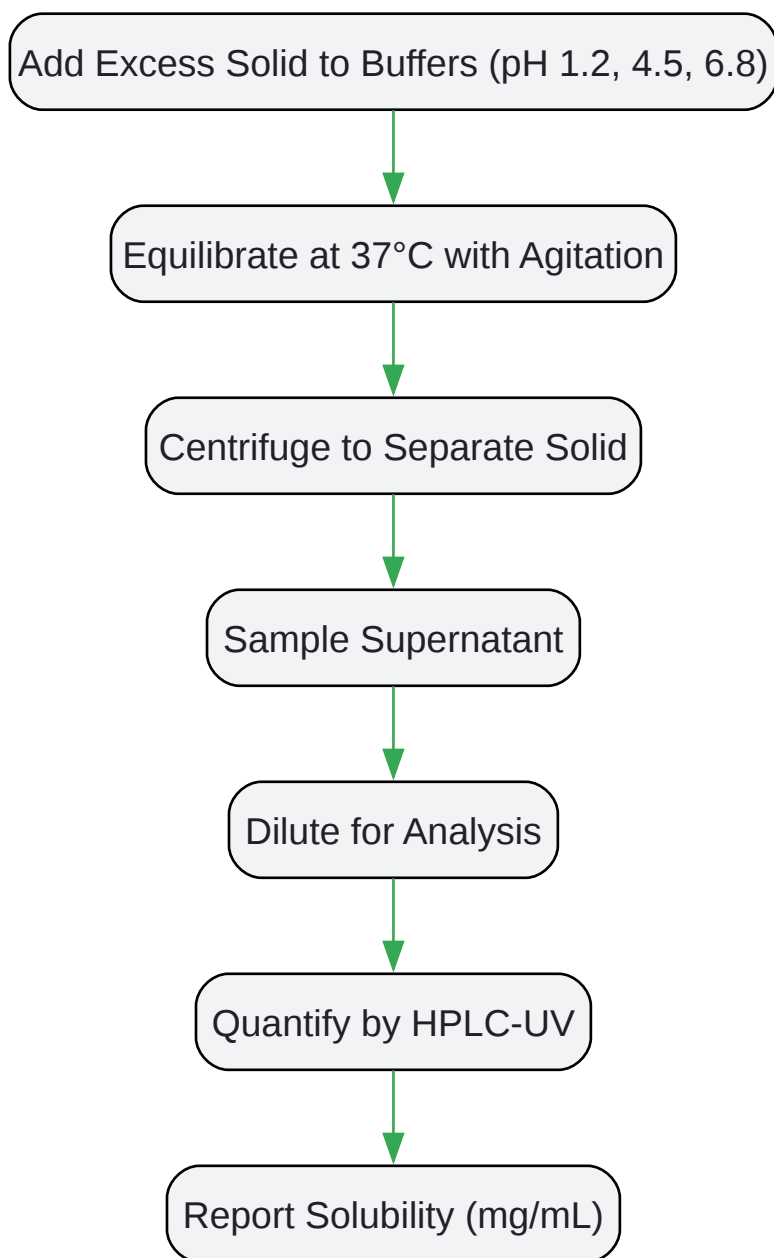 Add Excess Solid to Buffers (pH 1.2, 4.5, 6.8)
Equilibrate at 37°C with Agitation
Centrifuge to Separate Solid
Sample Supernatant
Dilute for Analysis
Quantify by HPLC-UV
Report Solubility (mg/mL)